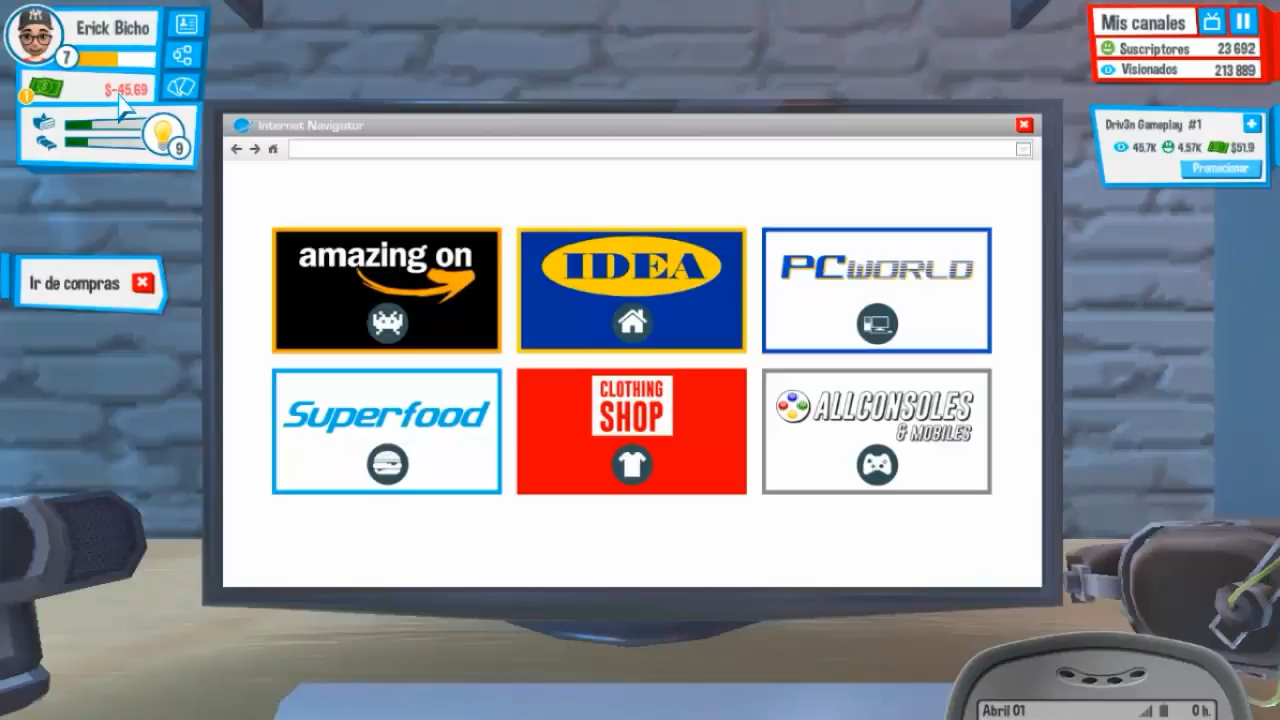 Erick Bicho
7
$-45.69
9
Ir de compras
Internet Navigator
amazing on
IDEA
PCWORLD
Superfood
CLOTHING
SHOP
ALLCONSOLES
& MOBILES
Mis canales
Suscriptores 23 692
Visionados 213 889
Driv3n Gameplay #1
45,7K 4.57K $51.9
Promocionar
Abril 01 0 h.